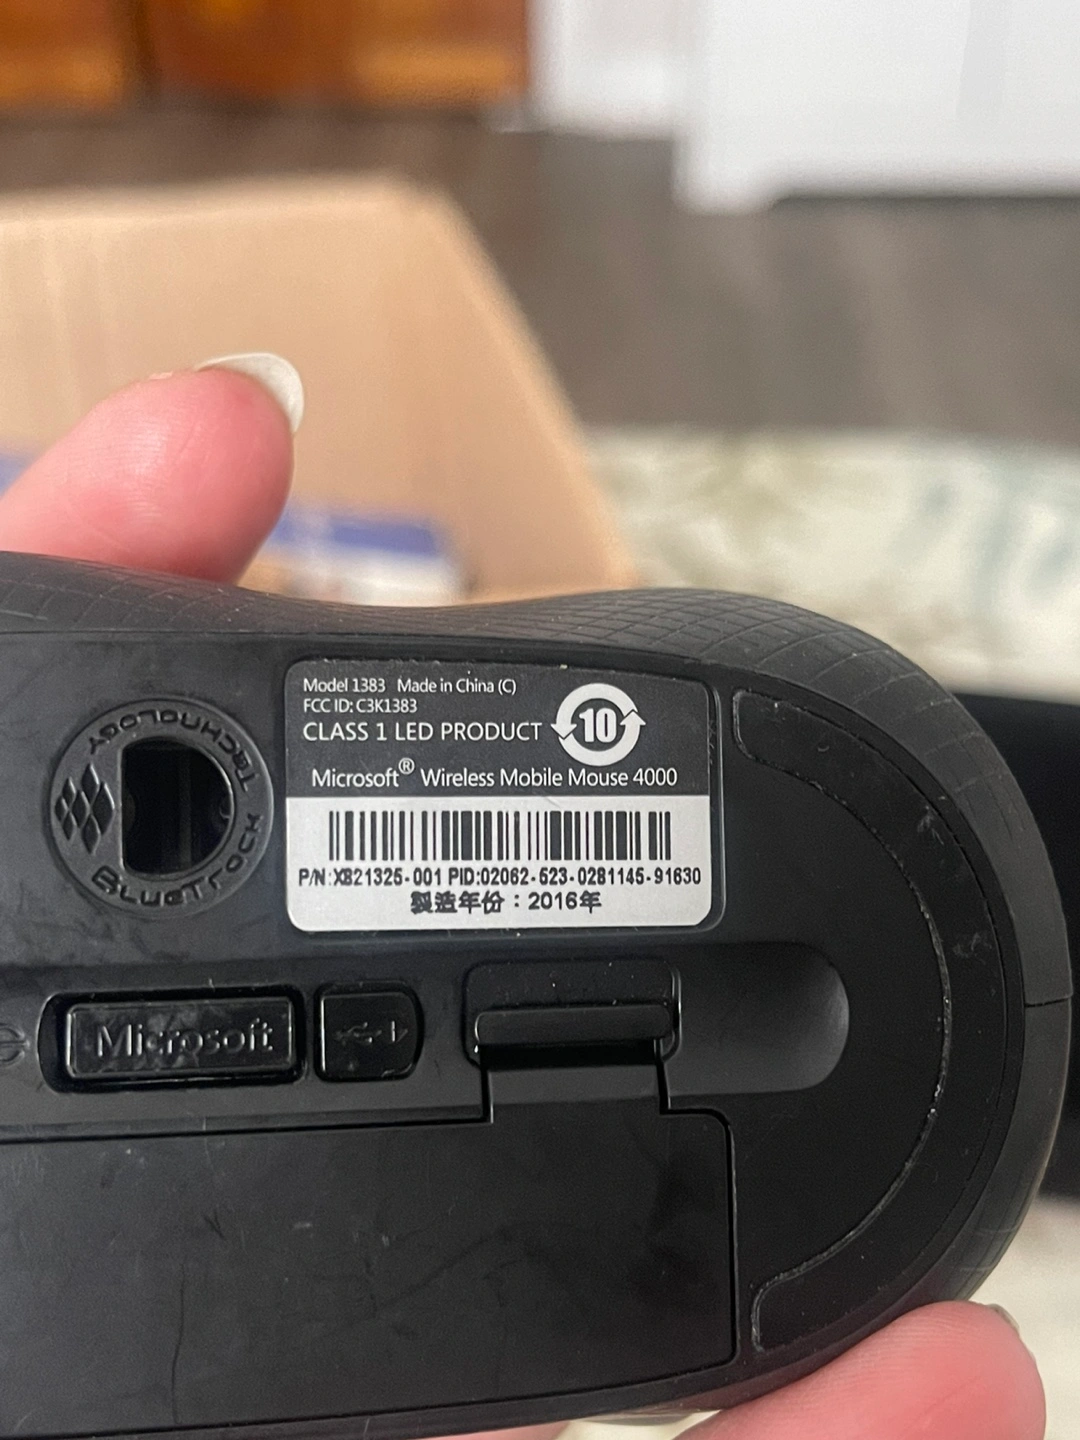 Model 1383 Made in China (C)
FCC ID: C3K1383
CLASS 1 LED PRODUCT
10
Microsoft® Wireless Mobile Mouse 4000
P/N:X821325-001 PID:02062-523-0281145-91630
製造年份：2016年
BlueTrack Technology
Microsoft